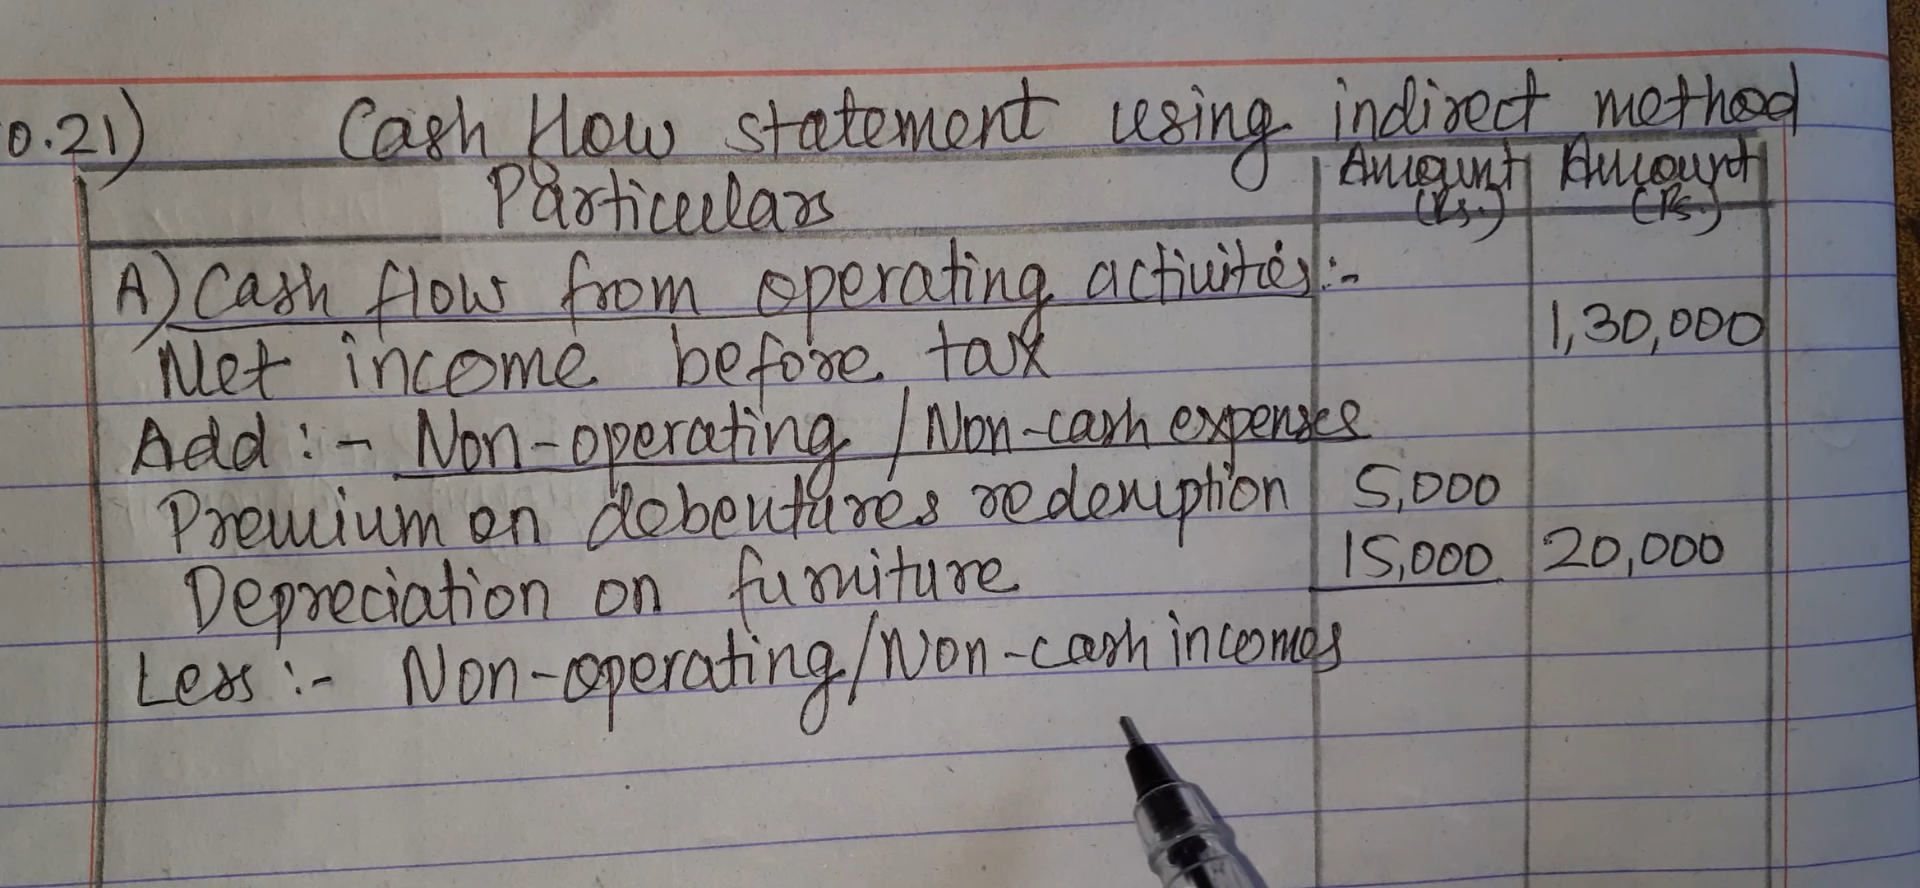 0.21) Cash flow statement using indirect method
Particulars Amount (Rs.) Amount (Rs.)
A) Cash flow from operating activities:-
Net income before tax 1,30,000
Add :- Non-operating / Non-cash expenses
Premium on debentures redemption 5,000
Depreciation on furniture 15,000 20,000
Less :- Non-operating/Non-cash incomes